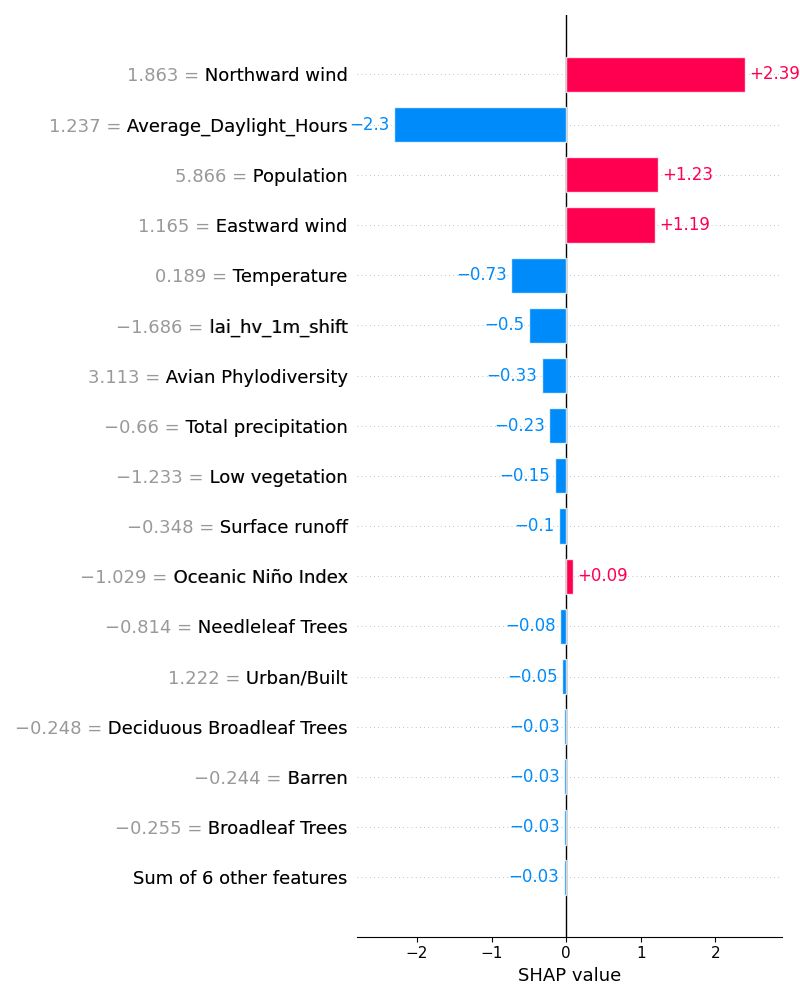 1.863 = Northward wind +2.39
1.237 = Average_Daylight_Hours −2.3
5.866 = Population +1.23
1.165 = Eastward wind +1.19
0.189 = Temperature −0.73
−1.686 = lai_hv_1m_shift −0.5
3.113 = Avian Phylodiversity −0.33
−0.66 = Total precipitation −0.23
−1.233 = Low vegetation −0.15
−0.348 = Surface runoff −0.1
−1.029 = Oceanic Niño Index +0.09
−0.814 = Needleleaf Trees −0.08
1.222 = Urban/Built −0.05
−0.248 = Deciduous Broadleaf Trees −0.03
−0.244 = Barren −0.03
−0.255 = Broadleaf Trees −0.03
Sum of 6 other features −0.03
−2 −1 0 1 2
SHAP value